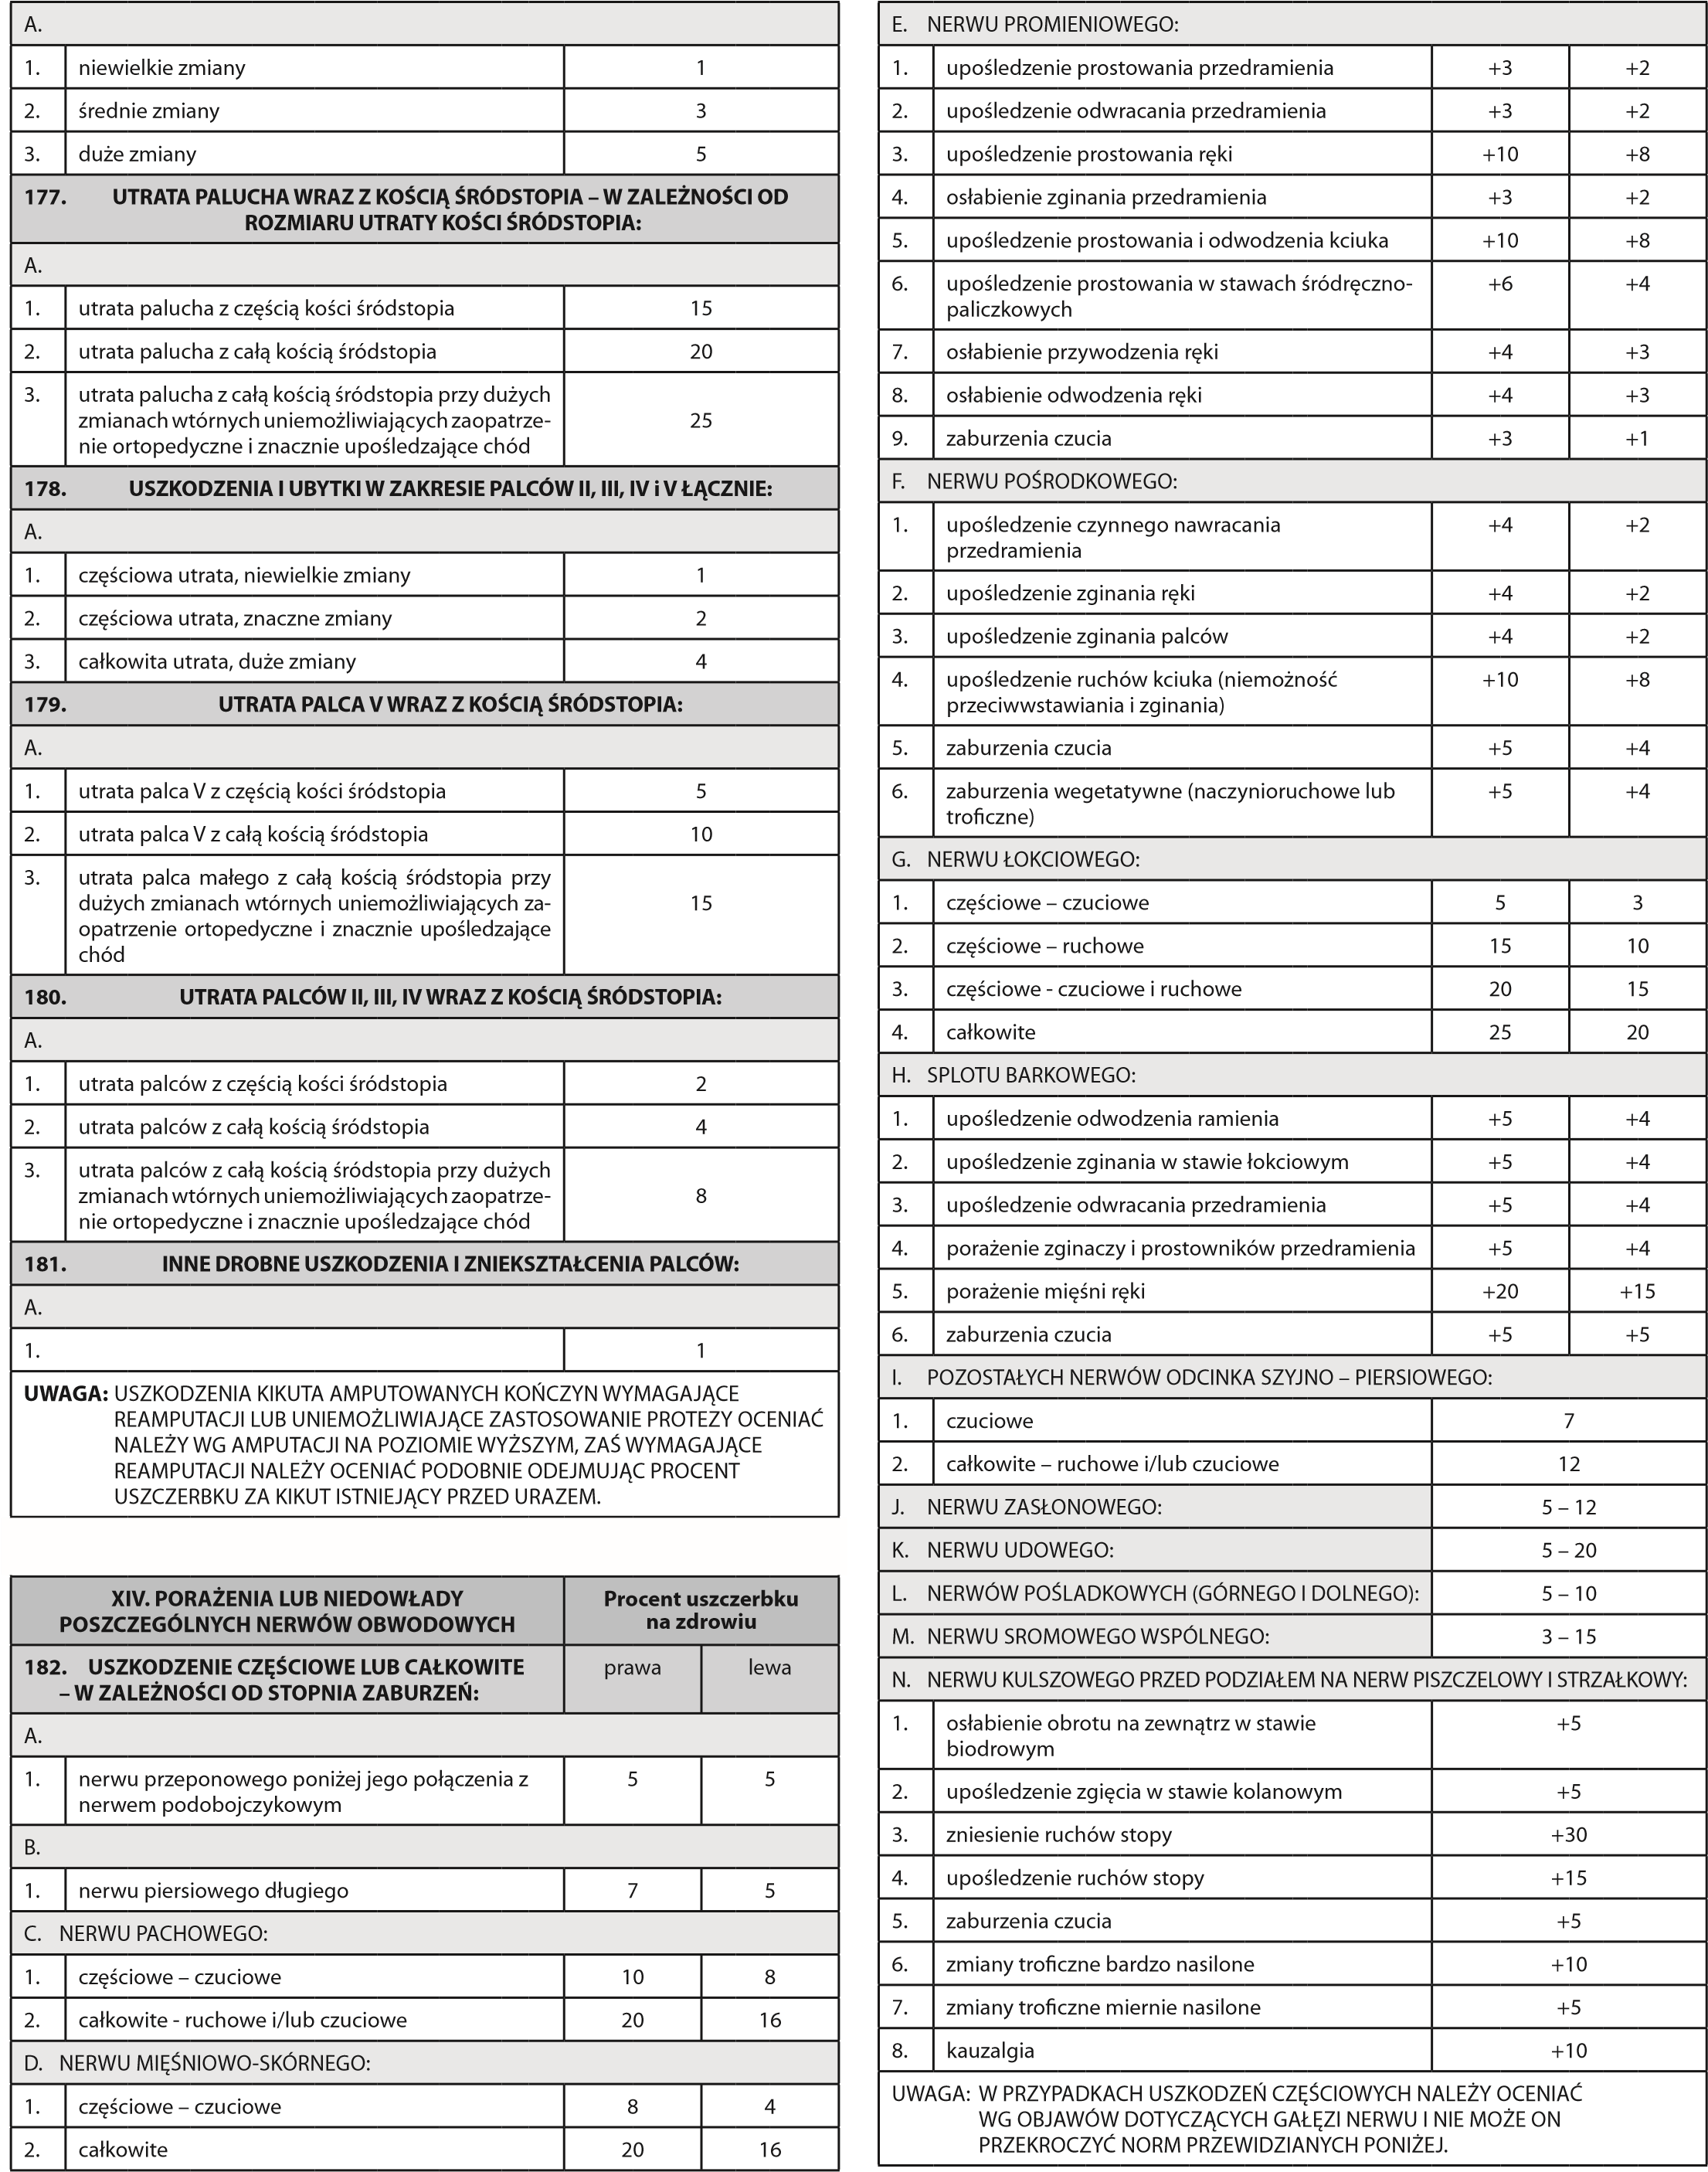 A.
1. niewielkie zmiany 1
2. średnie zmiany 3
3. duże zmiany 5
177. UTRATA PALUCHA WRAZ Z KOŚCIĄ ŚRÓDSTOPIA – W ZALEŻNOŚCI OD
ROZMIARU UTRATY KOŚCI ŚRÓDSTOPIA:
A.
1. utrata palucha z częścią kości śródstopia 15
2. utrata palucha z całą kością śródstopia 20
3. utrata palucha z całą kością śródstopia przy dużych
zmianach wtórnych uniemożliwiających zaopatrze-
nie ortopedyczne i znacznie upośledzające chód
25
178. USZKODZENIA I UBYTKI W ZAKRESIE PALCÓW II, III, IV i V ŁĄCZNIE:
A.
1. częściowa utrata, niewielkie zmiany 1
2. częściowa utrata, znaczne zmiany 2
3. całkowita utrata, duże zmiany 4
179. UTRATA PALCA V WRAZ Z KOŚCIĄ ŚRÓDSTOPIA:
A.
1. utrata palca V z częścią kości śródstopia 5
2. utrata palca V z całą kością śródstopia 10
3. utrata palca małego z całą kością śródstopia przy
dużych zmianach wtórnych uniemożliwiających za-
opatrzenie ortopedyczne i znacznie upośledzające
chód
15
180. UTRATA PALCÓW II, III, IV WRAZ Z KOŚCIĄ ŚRÓDSTOPIA:
A.
1. utrata palców z częścią kości śródstopia 2
2. utrata palców z całą kością śródstopia 4
3. utrata palców z całą kością śródstopia przy dużych
zmianach wtórnych uniemożliwiających zaopatrze-
nie ortopedyczne i znacznie upośledzające chód
8
181. INNE DROBNE USZKODZENIA I ZNIEKSZTAŁCENIA PALCÓW:
A.
1. 1
UWAGA: USZKODZENIA KIKUTA AMPUTOWANYCH KOŃCZYN WYMAGAJĄCE
REAMPUTACJI LUB UNIEMOŻLIWIAJĄCE ZASTOSOWANIE PROTEZY OCENIAĆ
NALEŻY WG AMPUTACJI NA POZIOMIE WYŻSZYM, ZAŚ WYMAGAJĄCE
REAMPUTACJI NALEŻY OCENIAĆ PODOBNIE ODEJMUJĄC PROCENT
USZCZERBKU ZA KIKUT ISTNIEJĄCY PRZED URAZEM.
XIV. PORAŻENIA LUB NIEDOWŁADY
POSZCZEGÓLNYCH NERWÓW OBWODOWYCH
Procent uszczerbku
na zdrowiu
182. USZKODZENIE CZĘŚCIOWE LUB CAŁKOWITE
– W ZALEŻNOŚCI OD STOPNIA ZABURZEŃ:
prawa lewa
A.
1. nerwu przeponowego poniżej jego połączenia z
nerwem podobojczykowym
5 5
B.
1. nerwu piersiowego długiego 7 5
C. NERWU PACHOWEGO:
1. częściowe – czuciowe 10 8
2. całkowite - ruchowe i/lub czuciowe 20 16
D. NERWU MIĘŚNIOWO-SKÓRNEGO:
1. częściowe – czuciowe 8 4
2. całkowite 20 16
E. NERWU PROMIENIOWEGO:
1. upośledzenie prostowania przedramienia +3 +2
2. upośledzenie odwracania przedramienia +3 +2
3. upośledzenie prostowania ręki +10 +8
4. osłabienie zginania przedramienia +3 +2
5. upośledzenie prostowania i odwodzenia kciuka +10 +8
6. upośledzenie prostowania w stawach śródręczno-
paliczkowych
+6 +4
7. osłabienie przywodzenia ręki +4 +3
8. osłabienie odwodzenia ręki +4 +3
9. zaburzenia czucia +3 +1
F. NERWU POŚRODKOWEGO:
1. upośledzenie czynnego nawracania
przedramienia
+4 +2
2. upośledzenie zginania ręki +4 +2
3. upośledzenie zginania palców +4 +2
4. upośledzenie ruchów kciuka (niemożność
przeciwwstawiania i zginania)
+10 +8
5. zaburzenia czucia +5 +4
6. zaburzenia wegetatywne (naczynioruchowe lub
troficzne)
+5 +4
G. NERWU ŁOKCIOWEGO:
1. częściowe – czuciowe 5 3
2. częściowe – ruchowe 15 10
3. częściowe - czuciowe i ruchowe 20 15
4. całkowite 25 20
H. SPLOTU BARKOWEGO:
1. upośledzenie odwodzenia ramienia +5 +4
2. upośledzenie zginania w stawie łokciowym +5 +4
3. upośledzenie odwracania przedramienia +5 +4
4. porażenie zginaczy i prostowników przedramienia +5 +4
5. porażenie mięśni ręki +20 +15
6. zaburzenia czucia +5 +5
I. POZOSTAŁYCH NERWÓW ODCINKA SZYJNO – PIERSIOWEGO:
1. czuciowe 7
2. całkowite – ruchowe i/lub czuciowe 12
J. NERWU ZASŁONOWEGO: 5 – 12
K. NERWU UDOWEGO: 5 – 20
L. NERWÓW POŚLADKOWYCH (GÓRNEGO I DOLNEGO): 5 – 10
M. NERWU SROMOWEGO WSPÓLNEGO: 3 – 15
N. NERWU KULSZOWEGO PRZED PODZIAŁEM NA NERW PISZCZELOWY I STRZAŁKOWY:
1. osłabienie obrotu na zewnątrz w stawie
biodrowym
+5
2. upośledzenie zgięcia w stawie kolanowym +5
3. zniesienie ruchów stopy +30
4. upośledzenie ruchów stopy +15
5. zaburzenia czucia +5
6. zmiany troficzne bardzo nasilone +10
7. zmiany troficzne miernie nasilone +5
8. kauzalgia +10
UWAGA: W PRZYPADKACH USZKODZEŃ CZĘŚCIOWYCH NALEŻY OCENIAĆ
WG OBJAWÓW DOTYCZĄCYCH GAŁĘZI NERWU I NIE MOŻE ON
PRZEKROCZYĆ NORM PRZEWIDZIANYCH PONIŻEJ.